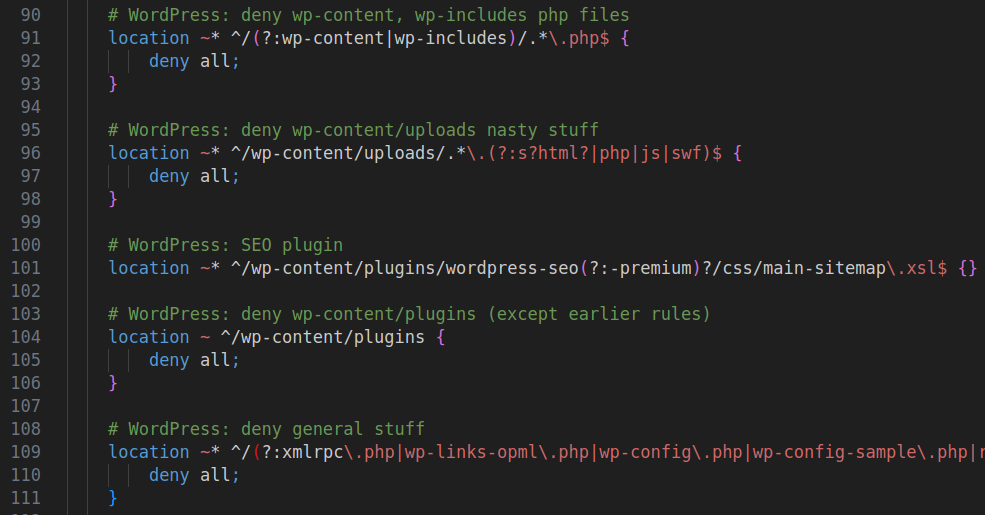 90 # WordPress: deny wp-content, wp-includes php files
91 location ~* ^/(?:wp-content|wp-includes)/.*\.php$ {
92 deny all;
93 }
94
95 # WordPress: deny wp-content/uploads nasty stuff
96 location ~* ^/wp-content/uploads/.*\.(?:s?html?|php|js|swf)$ {
97 deny all;
98 }
99
100 # WordPress: SEO plugin
101 location ~* ^/wp-content/plugins/wordpress-seo(?:-premium)?/css/main-sitemap\.xsl$ {}
102
103 # WordPress: deny wp-content/plugins (except earlier rules)
104 location ~ ^/wp-content/plugins {
105 deny all;
106 }
107
108 # WordPress: deny general stuff
109 location ~* ^/(?:xmlrpc\.php|wp-links-opml\.php|wp-config\.php|wp-config-sample\.php|
110 deny all;
111 }